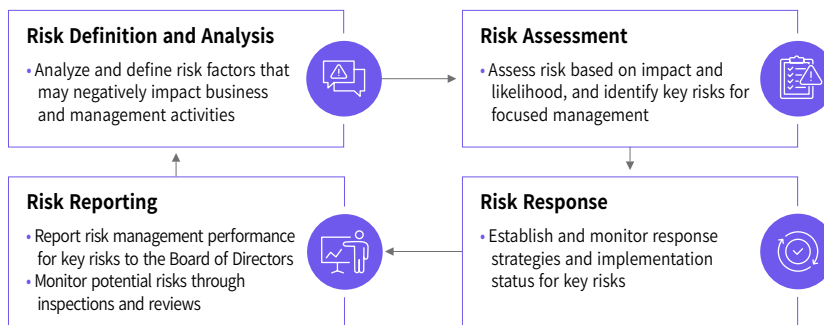 Risk Definition and Analysis
• Analyze and define risk factors that
may negatively impact business
and management activities
Risk Assessment
• Assess risk based on impact and
likelihood, and identify key risks for
focused management
Risk Reporting
• Report risk management performance
for key risks to the Board of Directors
• Monitor potential risks through
inspections and reviews
Risk Response
• Establish and monitor response
strategies and implementation
status for key risks